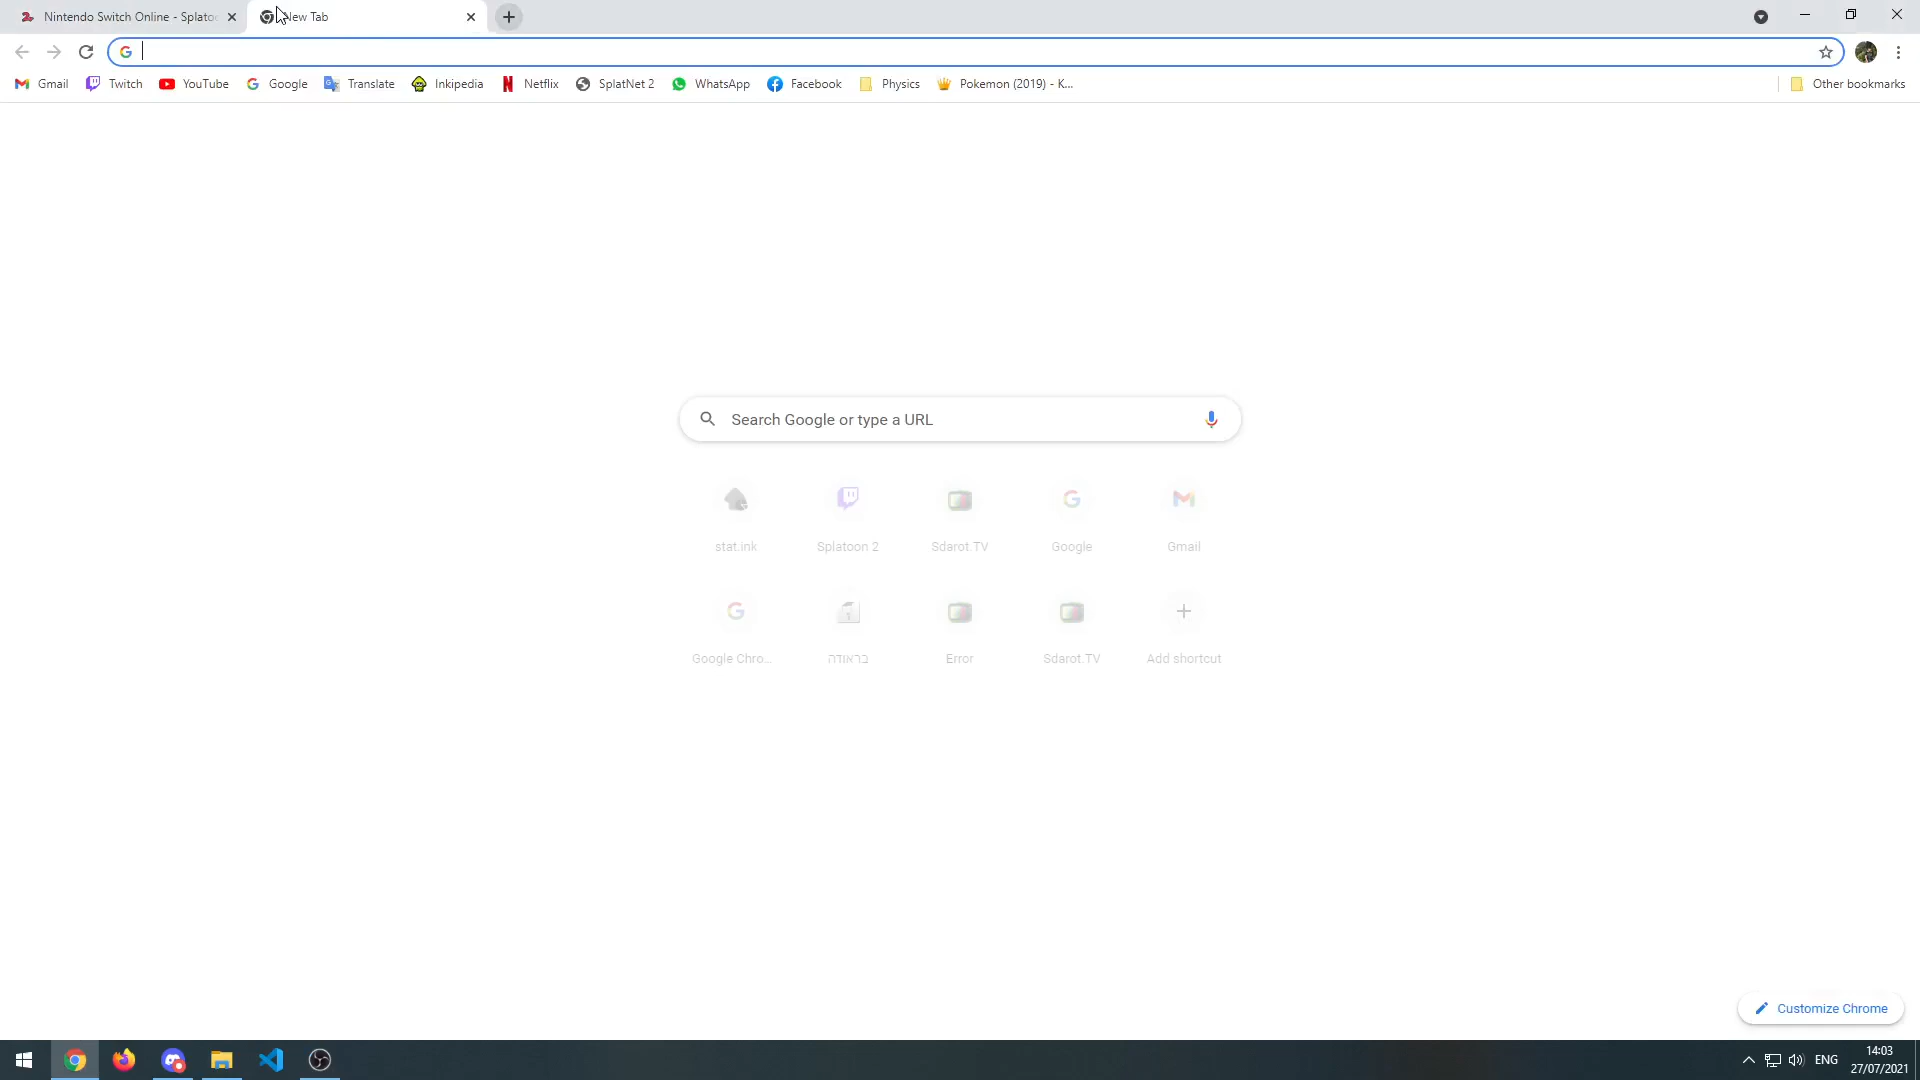 Nintendo Switch Online - Splatoo
New Tab
Gmail Twitch YouTube Google Translate Inkipedia Netflix SplatNet 2 WhatsApp Facebook Physics Pokemon (2019) - K... Other bookmarks
Search Google or type a URL
stat.ink Splatoon 2 Sdarot.TV Google Gmail
Google Chro... בראודה Error Sdarot.TV Add shortcut
Customize Chrome
ENG
14:03
27/07/2021